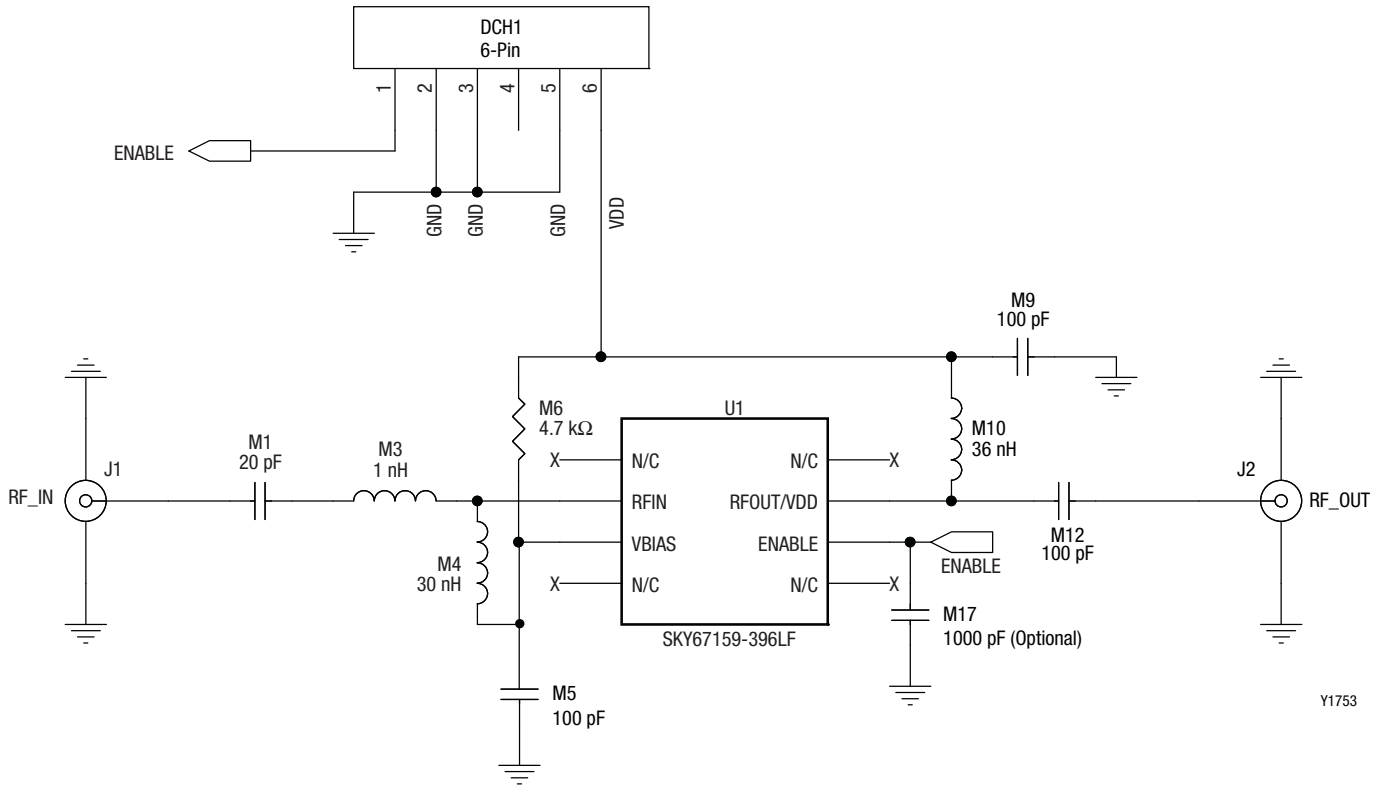 DCH1
6-Pin
1
2
3
4
5
6
ENABLE
GND
GND
GND
VDD
M9
100 pF
M6
4.7 kΩ
U1
M10
36 nH
J1
M1
20 pF
M3
1 nH
N/C
N/C
X
X
J2
RF_IN
RFIN
RFOUT/VDD
RF_OUT
M12
100 pF
VBIAS
ENABLE
ENABLE
M4
30 nH
X
N/C
N/C
X
M17
1000 pF (Optional)
SKY67159-396LF
M5
100 pF
Y1753